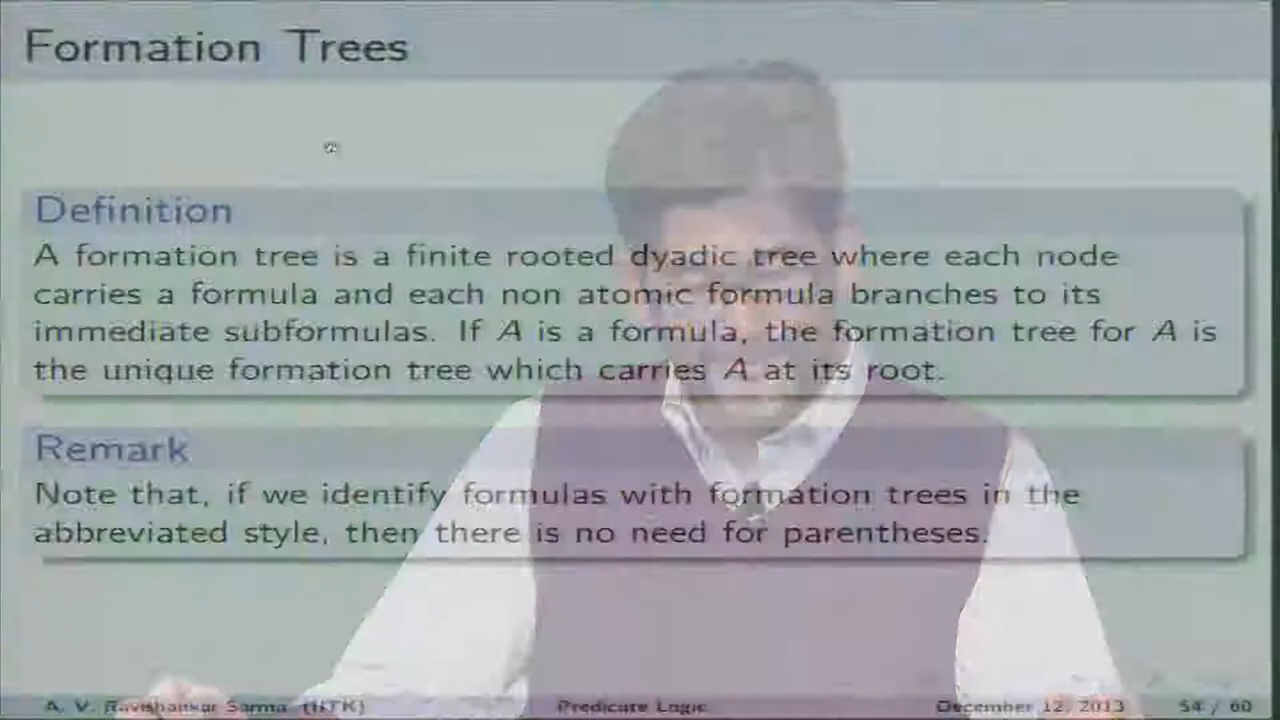 Formation Trees
Definition
A formation tree is a finite rooted dyadic tree where each node
carries a formula and each non atomic formula branches to its
immediate subformulas. If A is a formula, the formation tree for A is
the unique formation tree which carries A at its root.
Remark
Note that, if we identify formulas with formation trees in the
abbreviated style, then there is no need for parentheses.
A. V. Ravishankar Sarma (IITK) Predicate Logic December 12, 2013 54 / 60